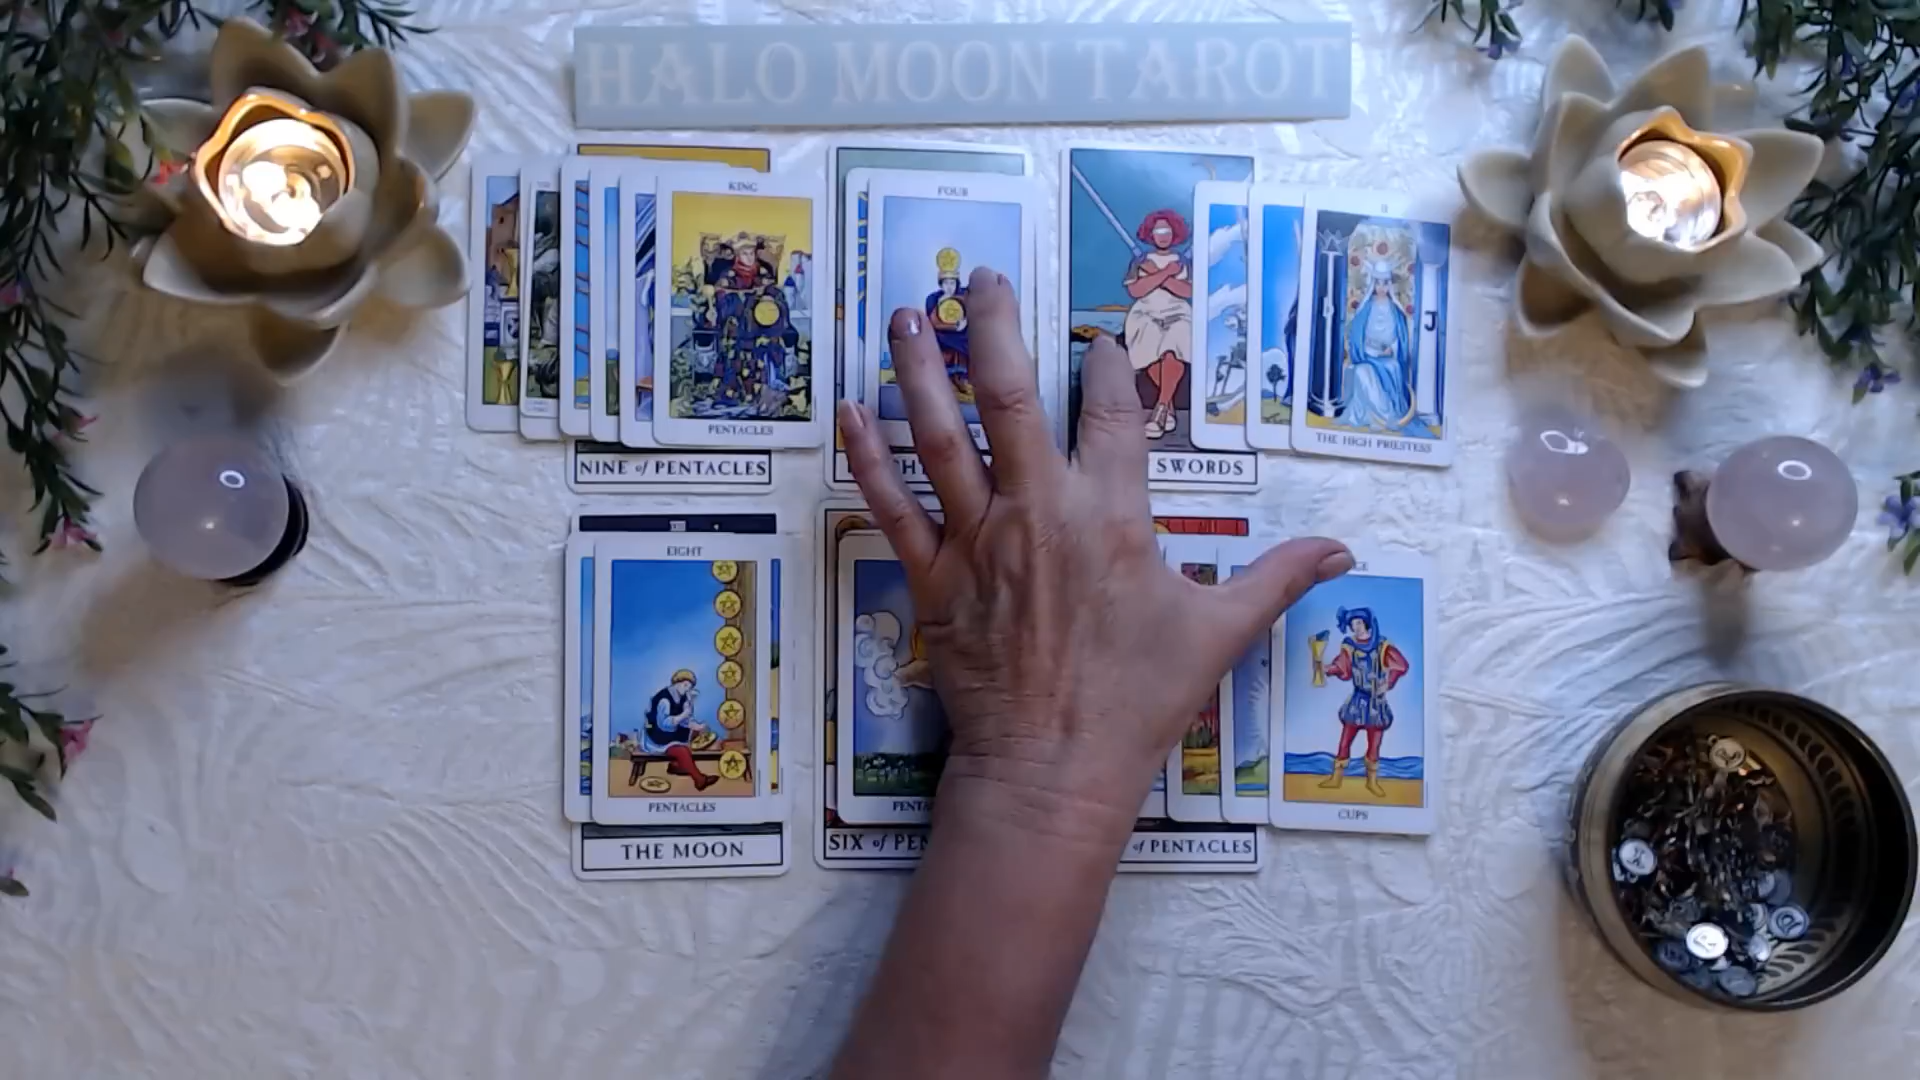 HALO MOON TAROT
KING
FOUR
II
PENTACLES
THE HIGH PRIESTESS
NINE of PENTACLES
SWORDS
EIGHT
PENTACLES
CUPS
THE MOON
SIX of PEN
of PENTACLES
J